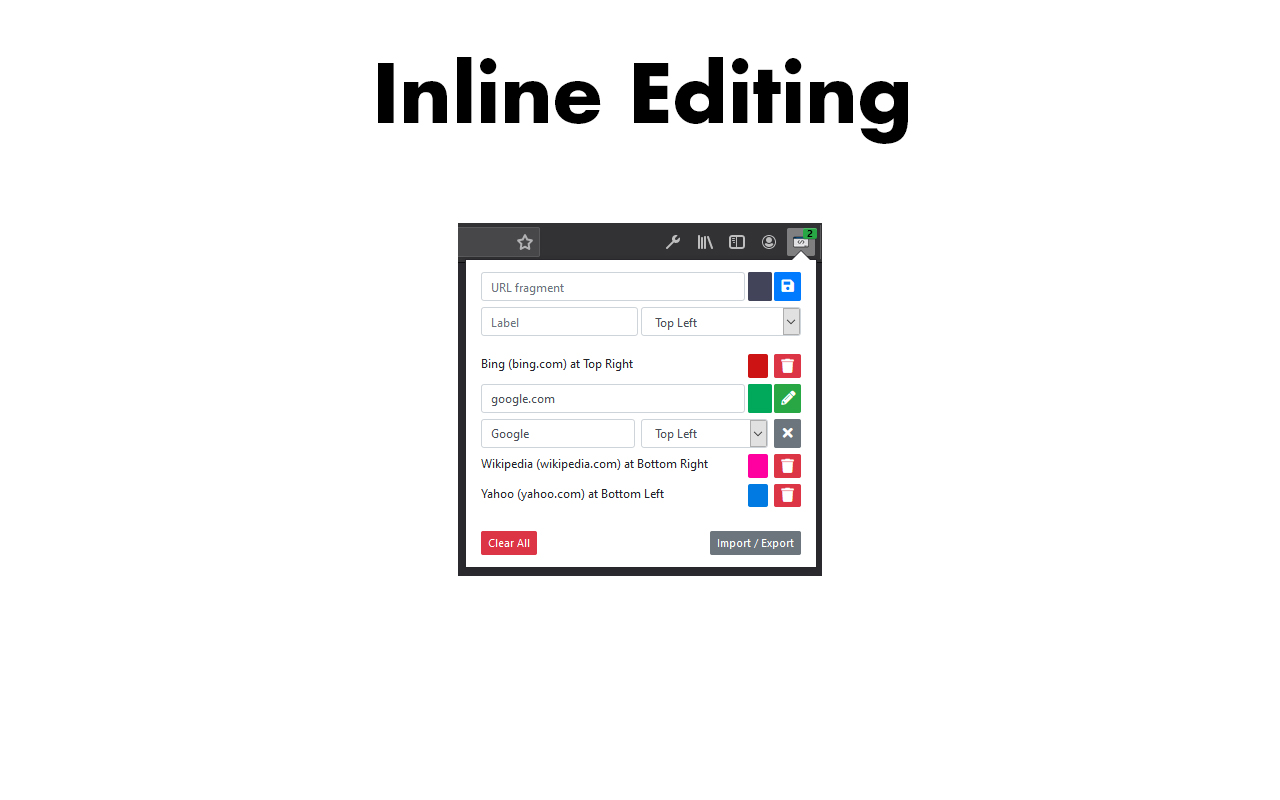 Inline Editing
2
URL fragment
Label Top Left
Bing (bing.com) at Top Right
google.com
Google Top Left
Wikipedia (wikipedia.com) at Bottom Right
Yahoo (yahoo.com) at Bottom Left
Clear All Import / Export